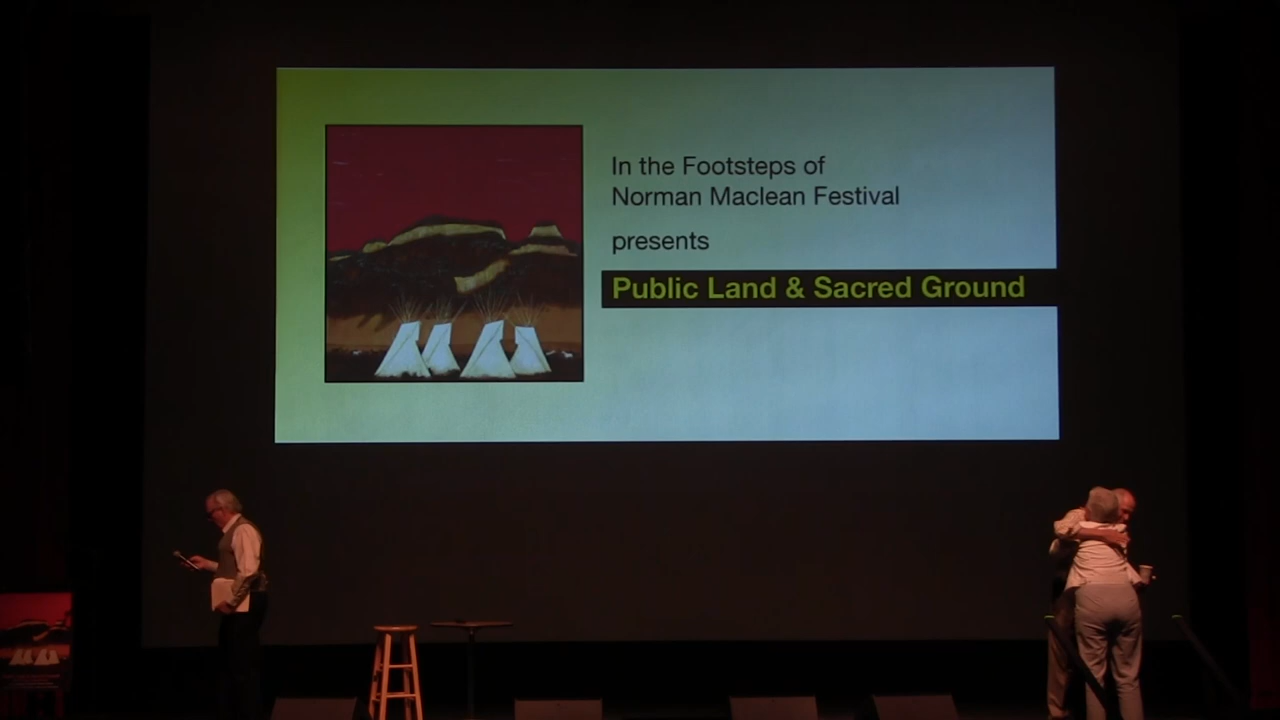 In the Footsteps of
Norman Maclean Festival
presents
Public Land & Sacred Ground